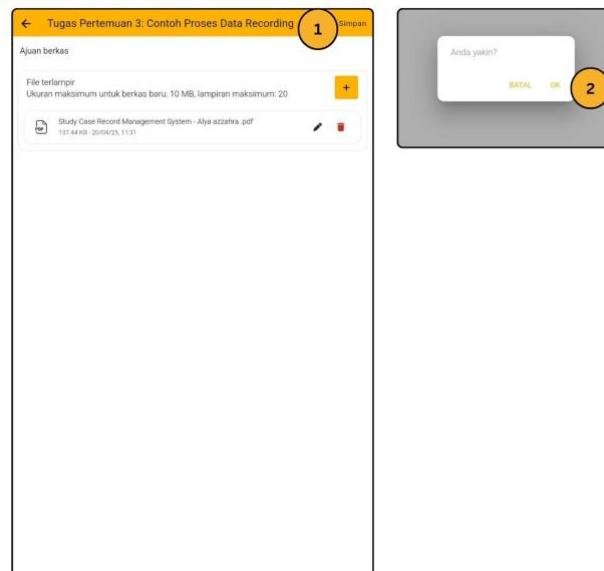 Tugas Pertemuan 3: Contoh Proses Data Recording
1
Simpan
Ajuan berkas
File terlampir
Ukuran maksimum untuk berkas baru: 10 MB, lampiran maksimum: 20
+
PDF
Study Case Record Management System - Alya azzahra .pdf
137.44 KB · 20/04/25, 11:31
Anda yakin?
BATAL OK
2